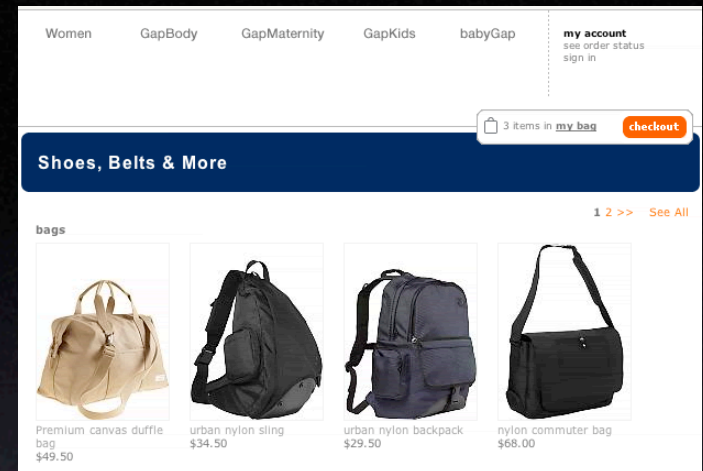 Women GapBody GapMaternity GapKids babyGap
my account
see order status
sign in
3 items in my bag checkout
Shoes, Belts & More
1 2 >> See All
bags
Premium canvas duffle bag
$49.50
urban nylon sling
$34.50
urban nylon backpack
$29.50
nylon commuter bag
$68.00